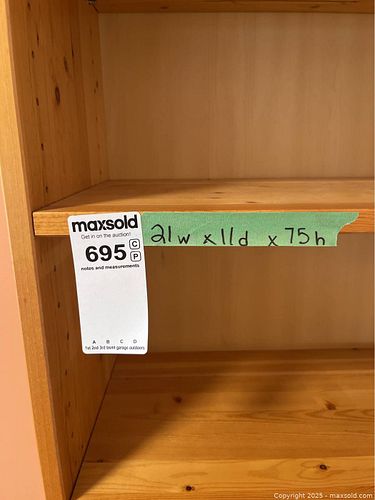 maxsold
Get in on the auction!
695 C
P
notes and measurements
21w x 11d x 75h
A B C D
1st 2nd 3rd bsmt garage outdoors
Copyright 2025 - maxsold.com